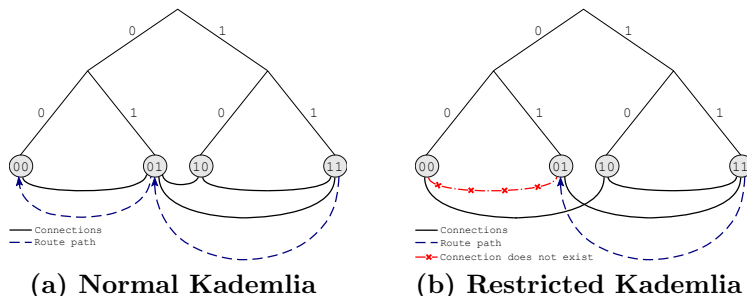 0 1
0 1 0 1
00 01 10 11
Connections
Route path
(a) Normal Kademlia
0 1
0 1 0 1
00 01 10 11
Connections
Route path
Connection does not exist
(b) Restricted Kademlia